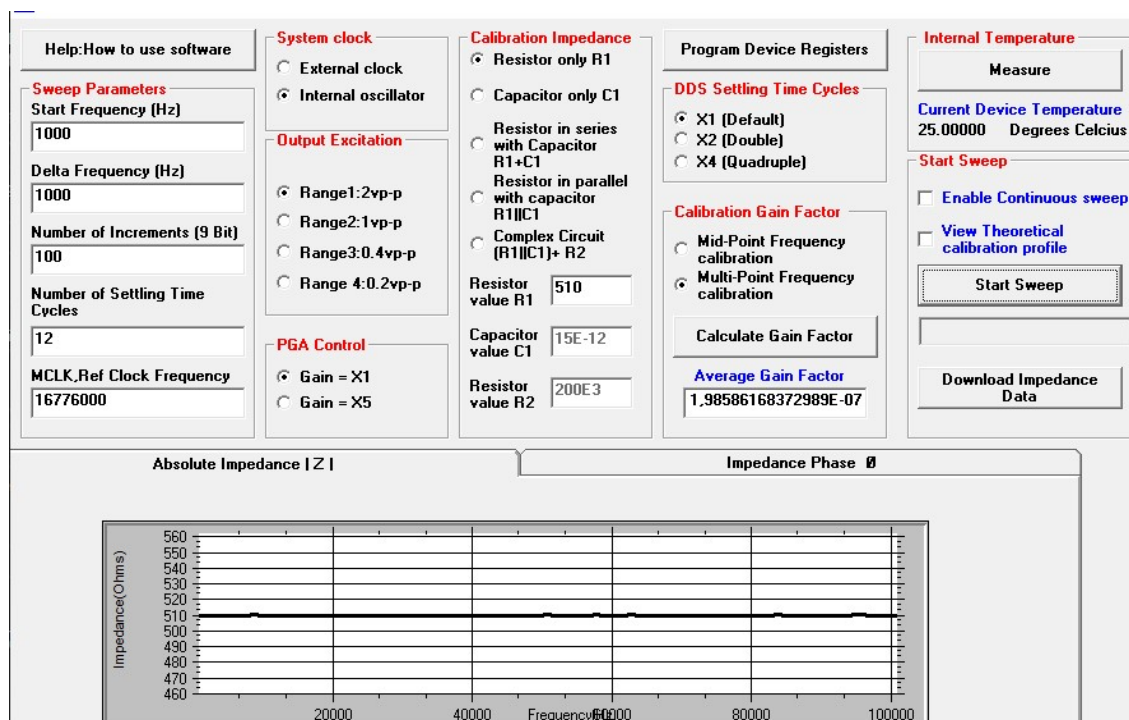 Help:How to use software
Sweep Parameters
Start Frequency (Hz)
1000
Delta Frequency (Hz)
1000
Number of Increments (9 Bit)
100
Number of Settling Time
Cycles
12
MCLK,Ref Clock Frequency
16776000
System clock
External clock
Internal oscillator
Output Excitation
Range1:2vp-p
Range2:1vp-p
Range3:0.4vp-p
Range 4:0.2vp-p
PGA Control
Gain = X1
Gain = X5
Calibration Impedance
Resistor only R1
Capacitor only C1
Resistor in series
with Capacitor
R1+C1
Resistor in parallel
with capacitor
R1||C1
Complex Circuit
(R1||C1)+ R2
Resistor
value R1
510
Capacitor
value C1
15E-12
Resistor
value R2
200E3
Program Device Registers
DDS Settling Time Cycles
X1 (Default)
X2 (Double)
X4 (Quadruple)
Calibration Gain Factor
Mid-Point Frequency
calibration
Multi-Point Frequency
calibration
Calculate Gain Factor
Average Gain Factor
1,98586168372989E-07
Internal Temperature
Measure
Current Device Temperature
25.00000 Degrees Celcius
Start Sweep
Enable Continuous sweep
View Theoretical
calibration profile
Start Sweep
Download Impedance
Data
Absolute Impedance | Z |
Impedance Phase Ø
Impedance(Ohms)
560
550
540
530
520
510
500
490
480
470
460
20000 40000 60000 80000 100000